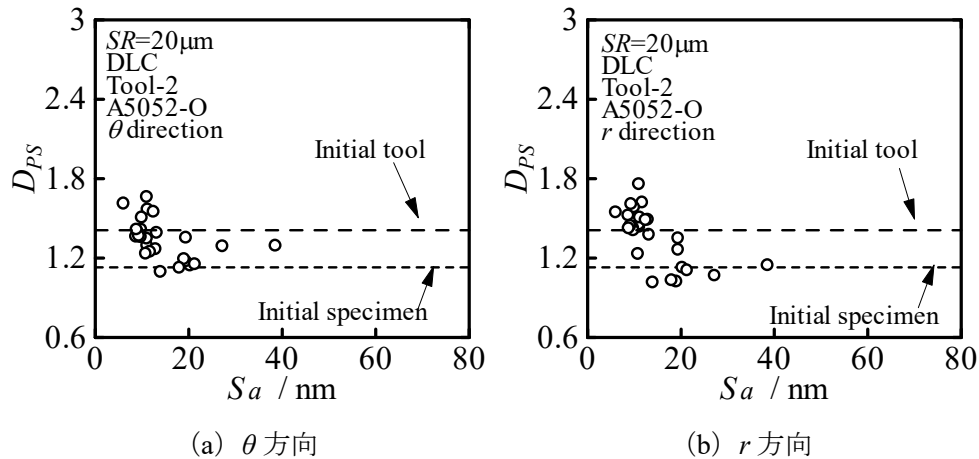 3
2.4
1.8
1.2
0.6
D_PS
SR=20μm
DLC
Tool-2
A5052-O
θ direction
Initial tool
Initial specimen
0 20 40 60 80
Sa / nm
(a) θ 方向
3
2.4
1.8
1.2
0.6
D_PS
SR=20μm
DLC
Tool-2
A5052-O
r direction
Initial tool
Initial specimen
0 20 40 60 80
Sa / nm
(b) r 方向